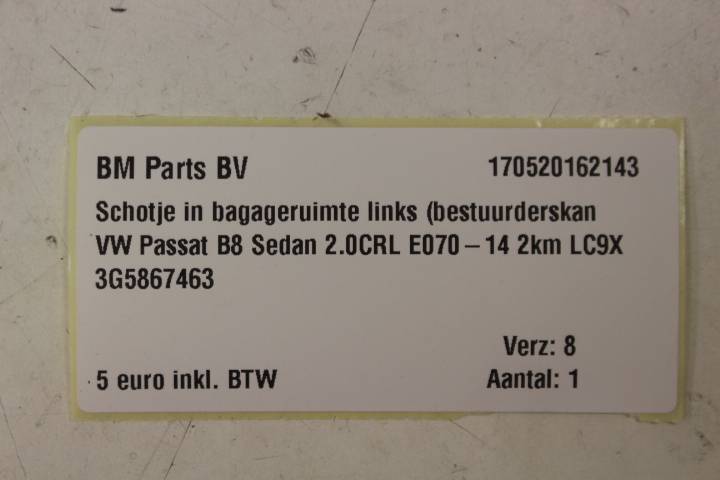 BM Parts BV 170520162143
Schotje in bagageruimte links (bestuurderskan
VW Passat B8 Sedan 2.0CRL E070-14 2km LC9X
3G5867463
Verz: 8
5 euro inkl. BTW Aantal: 1